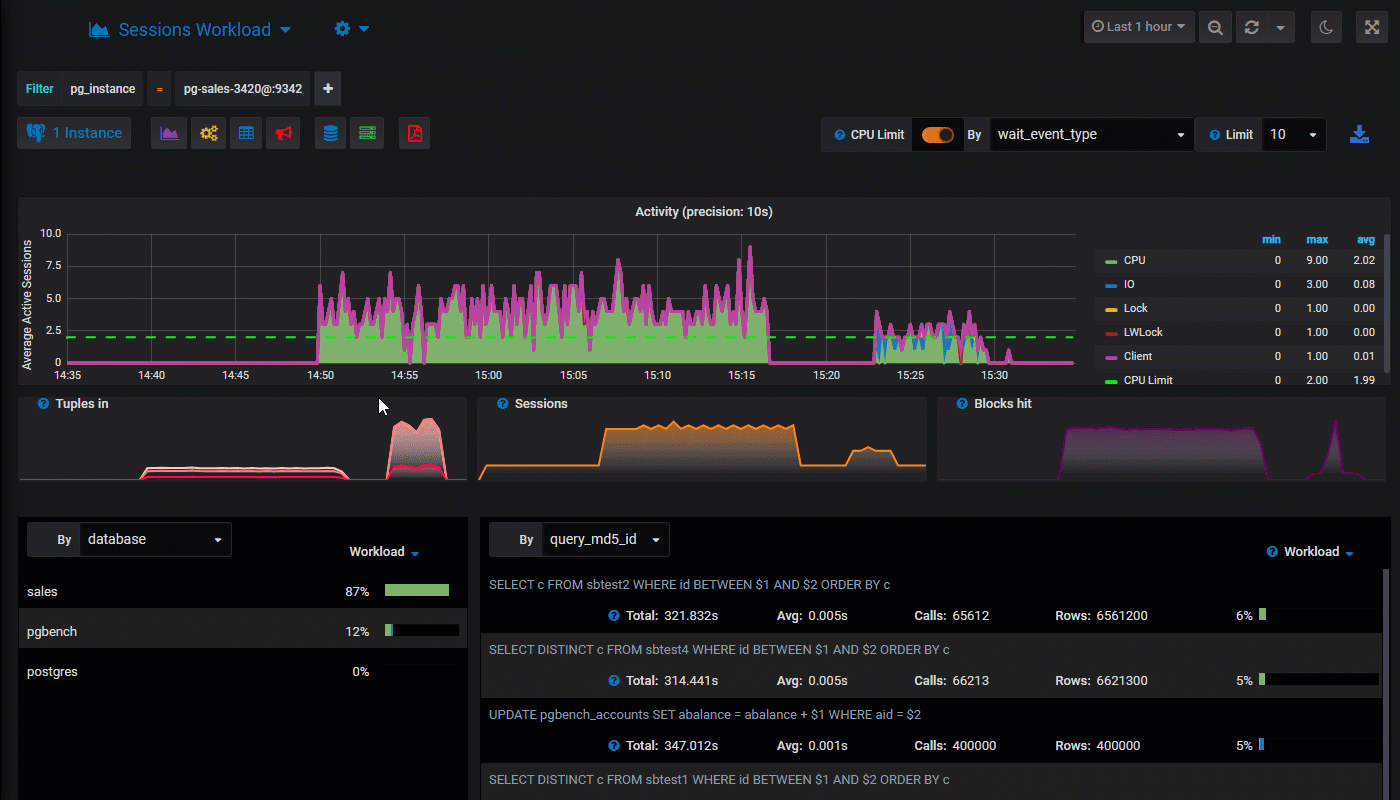 Sessions Workload
Last 1 hour
Filter pg_instance = pg-sales-3420@:9342 +
1 Instance
CPU Limit By wait_event_type Limit 10
Activity (precision: 10s)
Average Active Sessions
10.0
7.5
5.0
2.5
0
14:35 14:40 14:45 14:50 14:55 15:00 15:05 15:10 15:15 15:20 15:25 15:30
min max avg
CPU 0 9.00 2.02
IO 0 3.00 0.08
Lock 0 1.00 0.00
LWLock 0 1.00 0.00
Client 0 1.00 0.01
CPU Limit 0 2.00 1.99
Tuples in
Sessions
Blocks hit
By database
Workload
sales 87%
pgbench 12%
postgres 0%
By query_md5_id
Workload
SELECT c FROM sbtest2 WHERE id BETWEEN $1 AND $2 ORDER BY c
Total: 321.832s Avg: 0.005s Calls: 65612 Rows: 6561200 6%
SELECT DISTINCT c FROM sbtest4 WHERE id BETWEEN $1 AND $2 ORDER BY c
Total: 314.441s Avg: 0.005s Calls: 66213 Rows: 6621300 5%
UPDATE pgbench_accounts SET abalance = abalance + $1 WHERE aid = $2
Total: 347.012s Avg: 0.001s Calls: 400000 Rows: 400000 5%
SELECT DISTINCT c FROM sbtest1 WHERE id BETWEEN $1 AND $2 ORDER BY c